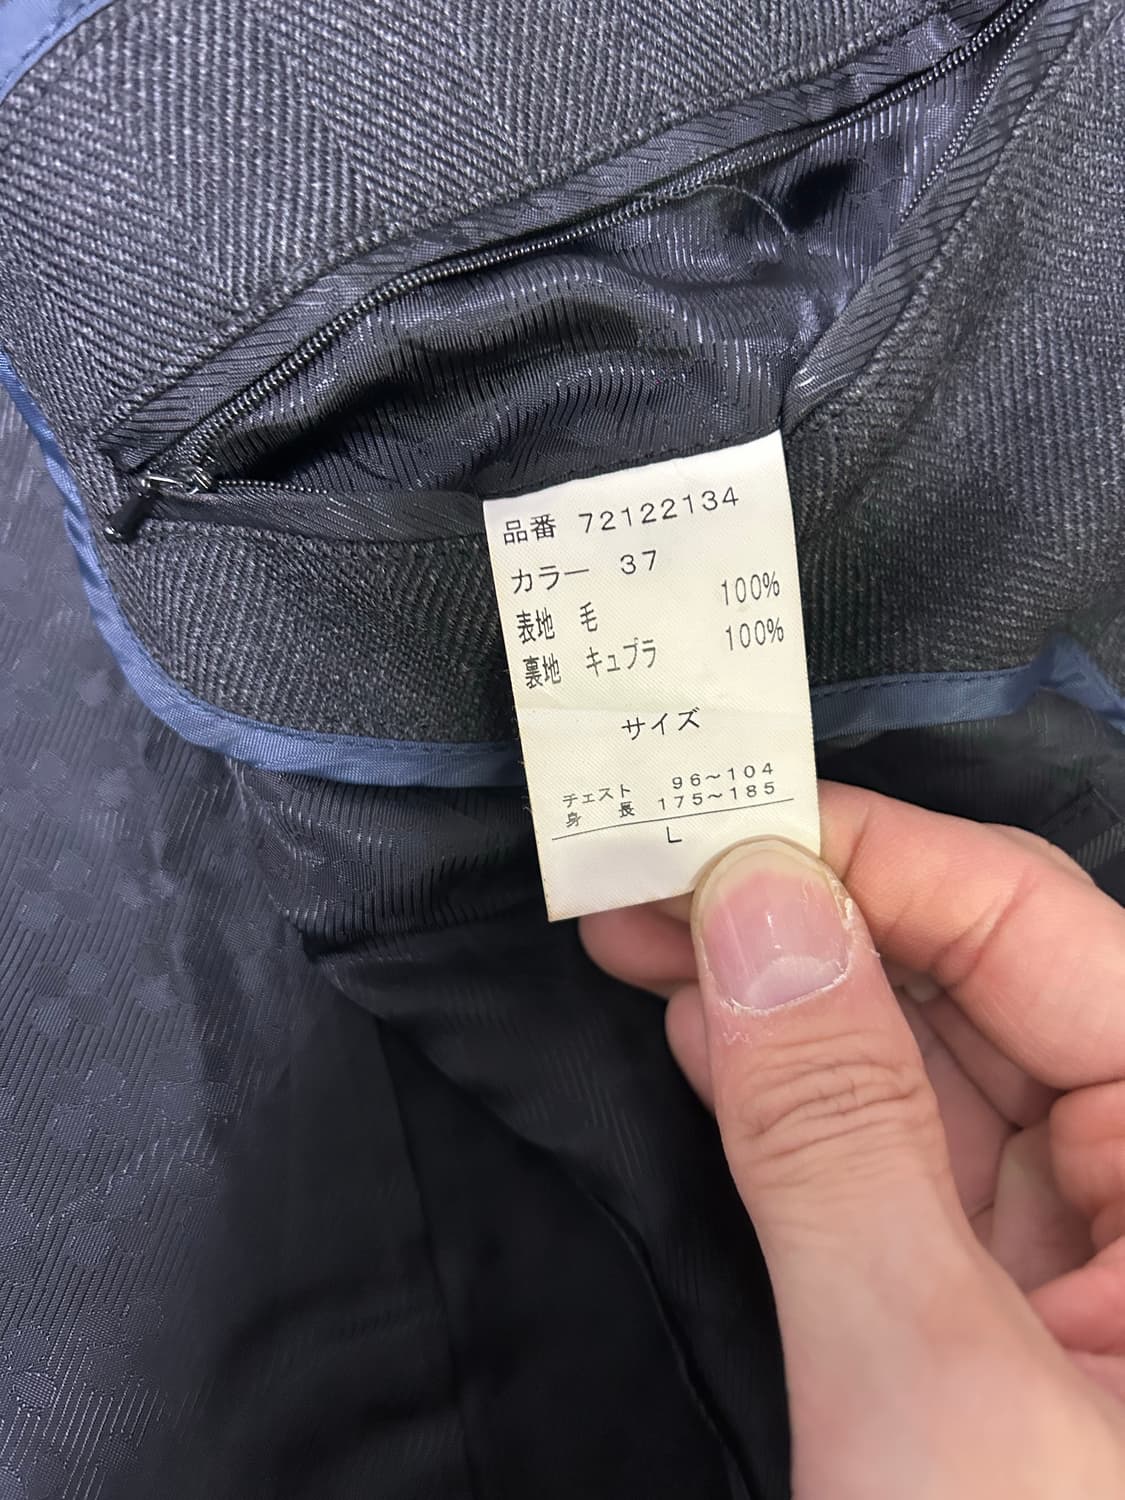 品番 72122134
カラー 37
表地 毛 100%
裏地 キュプラ 100%
サイズ
チェスト 96~104
身長 175~185
L